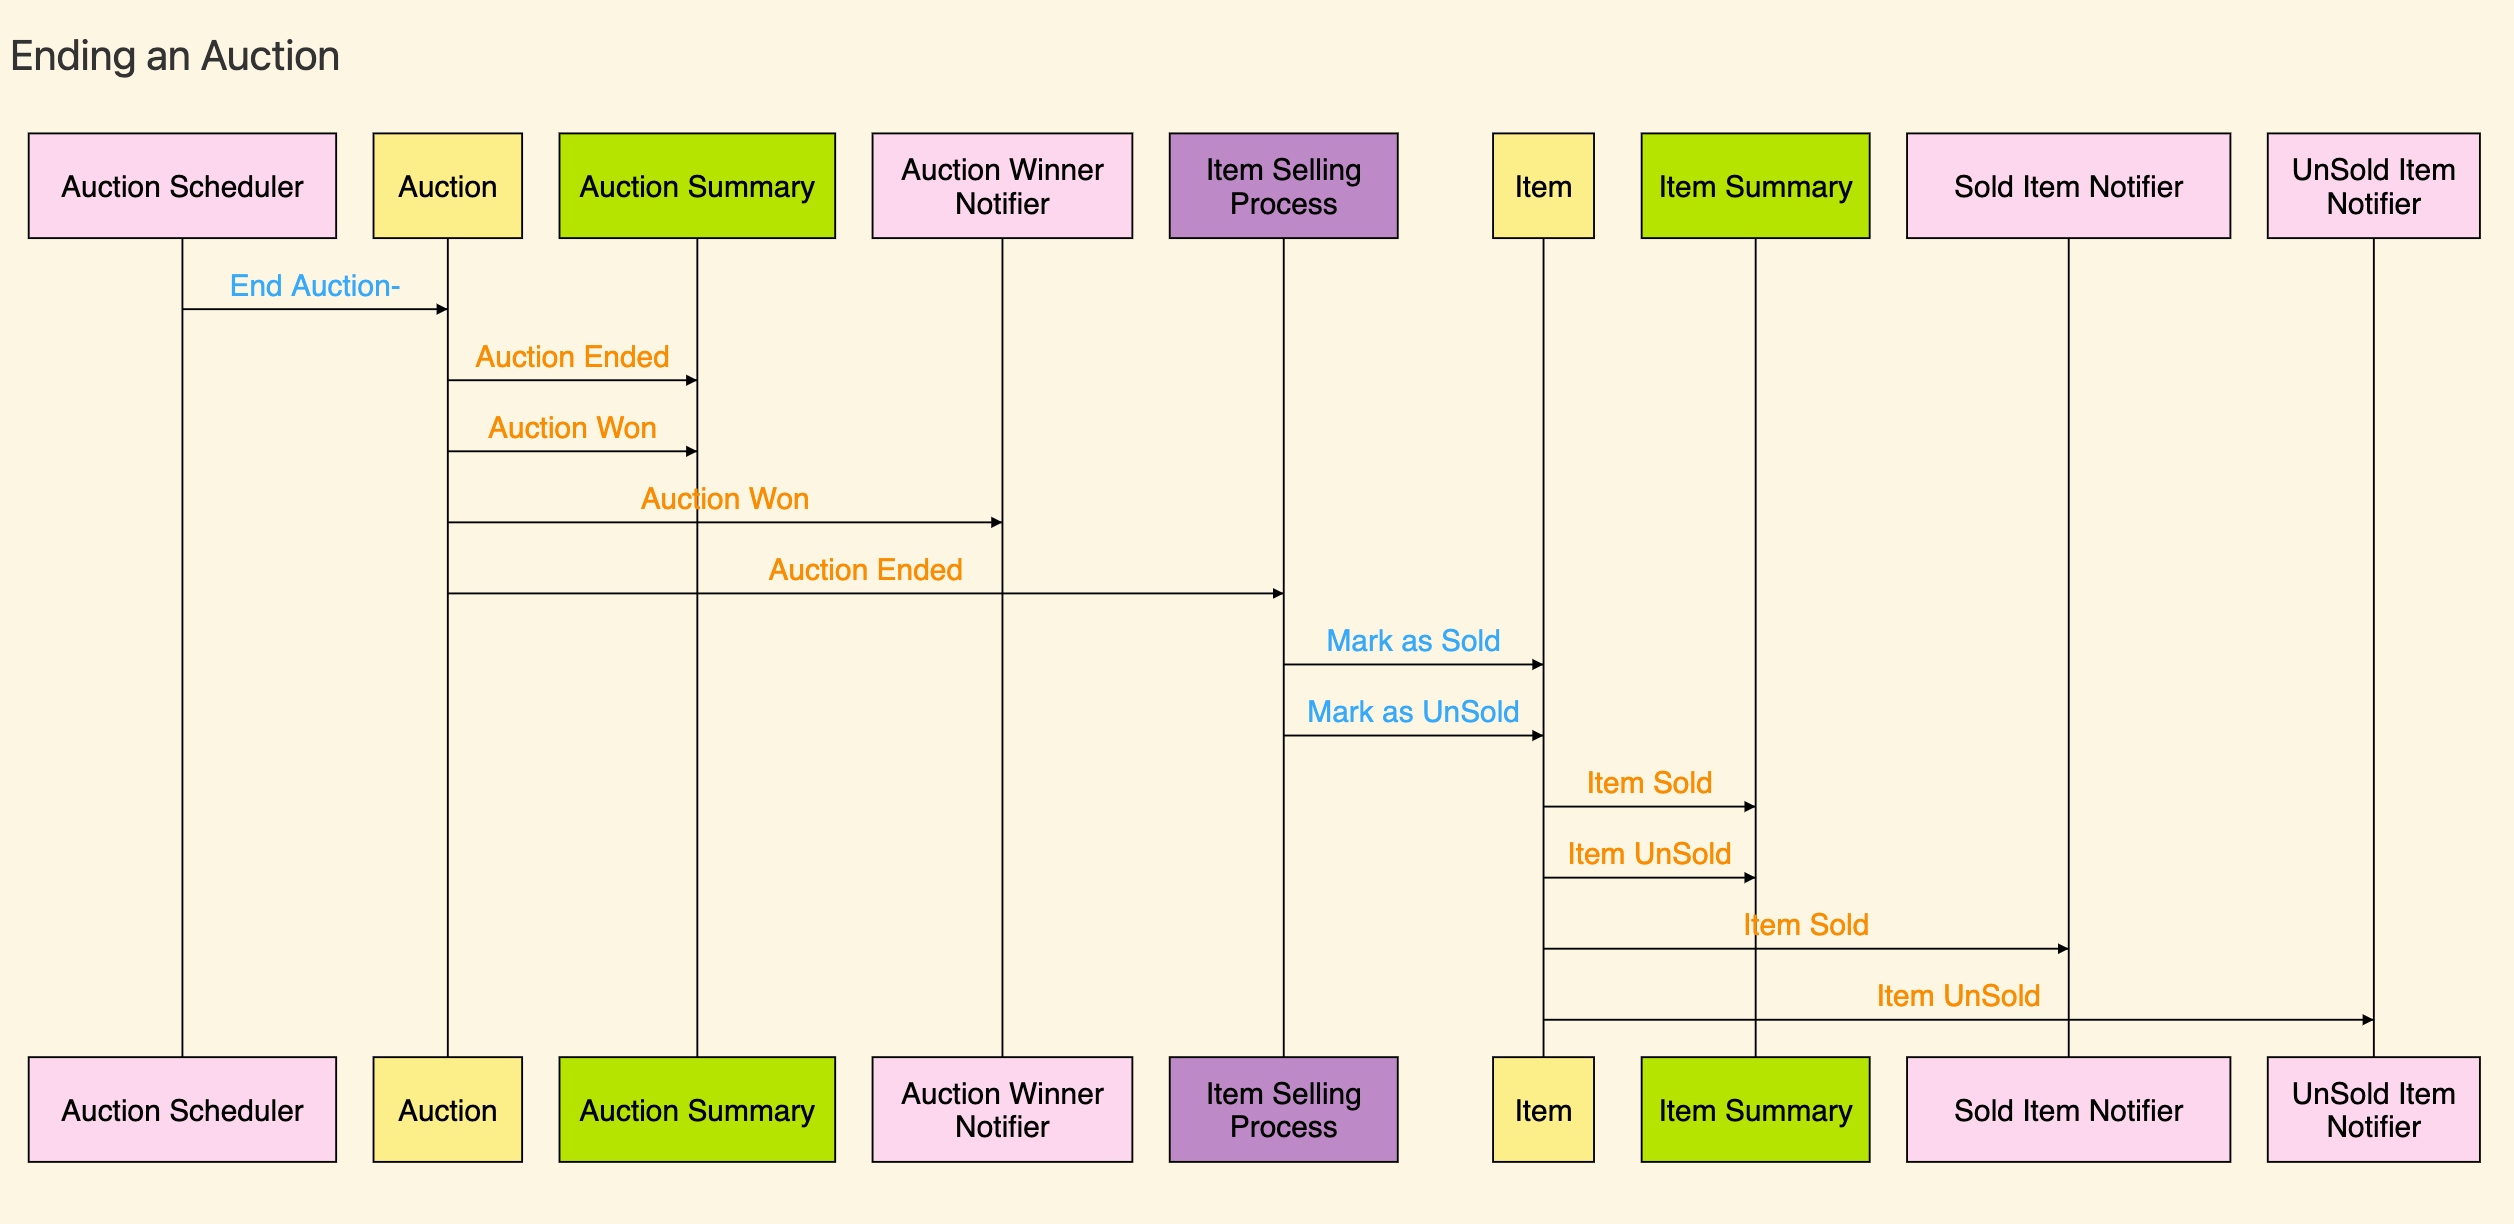 Ending an Auction
Auction Scheduler
Auction
Auction Summary
Auction Winner
Notifier
Item Selling
Process
Item
Item Summary
Sold Item Notifier
UnSold Item
Notifier
End Auction-
Auction Ended
Auction Won
Auction Won
Auction Ended
Mark as Sold
Mark as UnSold
Item Sold
Item UnSold
Item Sold
Item UnSold
Auction Scheduler
Auction
Auction Summary
Auction Winner
Notifier
Item Selling
Process
Item
Item Summary
Sold Item Notifier
UnSold Item
Notifier